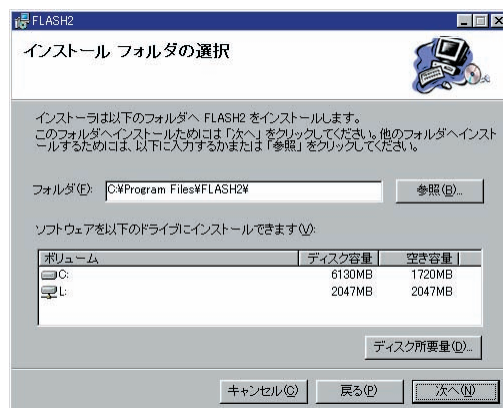 FLASH2
インストール フォルダの選択
インストーラは以下のフォルダへ FLASH2 をインストールします。
このフォルダへインストールためには「次へ」をクリックしてください。他のフォルダへインスト
ールするためには、以下に入力するかまたは「参照」をクリックしてください。
フォルダ(F): C:¥Program Files¥FLASH2¥ 参照(B)...
ソフトウェアを以下のドライブにインストールできます(V):
ボリューム ディスク容量 空き容量
C: 6130MB 1720MB
L: 2047MB 2047MB
ディスク所要量(D)...
キャンセル(C) 戻る(P) 次へ(N)